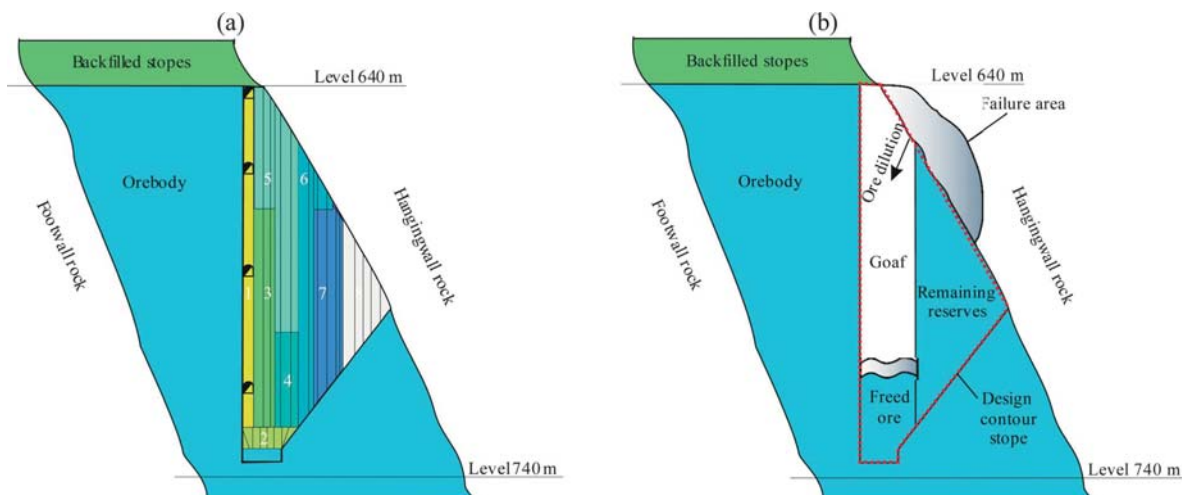 (a)
Backfilled stopes
Level 640 m
5
6
Orebody
Footwall rock
Hangingwall rock
1
3
7
4
2
Level 740 m
(b)
Backfilled stopes
Level 640 m
Failure area
Ore dilution
Orebody
Footwall rock
Hangingwall rock
Goaf
Remaining
reserves
Freed
ore
Design
contour
stope
Level 740 m